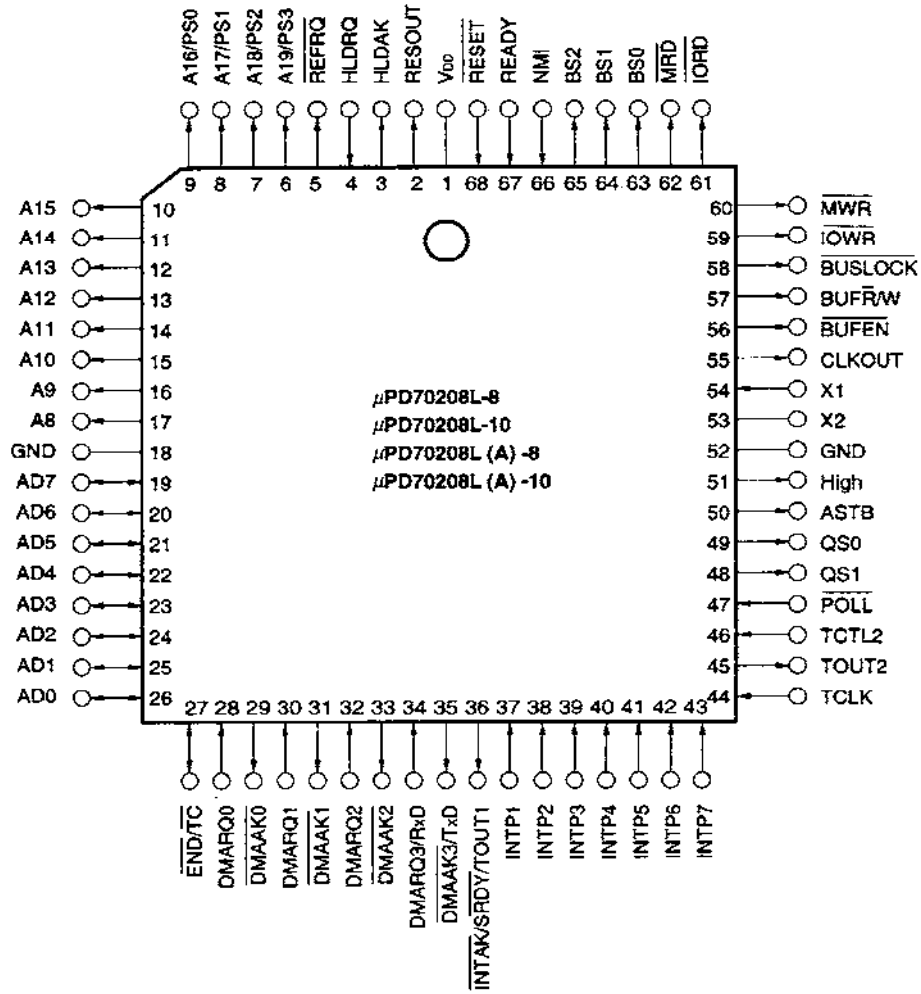 A16/PS0
A17/PS1
A18/PS2
A19/PS3
REFRQ
HLDRQ
HLDAK
RESOUT
VDD
RESET
READY
NMI
BS2
BS1
BS0
MRD
IORD
9 8 7 6 5 4 3 2 1 68 67 66 65 64 63 62 61
A15 10
A14 11
A13 12
A12 13
A11 14
A10 15
A9 16
A8 17
GND 18
AD7 19
AD6 20
AD5 21
AD4 22
AD3 23
AD2 24
AD1 25
AD0 26
μPD70208L-8
μPD70208L-10
μPD70208L (A) -8
μPD70208L (A) -10
60 MWR
59 IOWR
58 BUSLOCK
57 BUFR/W
56 BUFEN
55 CLKOUT
54 X1
53 X2
52 GND
51 High
50 ASTB
49 QS0
48 QS1
47 POLL
46 TCTL2
45 TOUT2
44 TCLK
27 28 29 30 31 32 33 34 35 36 37 38 39 40 41 42 43
END/TC
DMARQ0
DMAAK0
DMARQ1
DMAAK1
DMARQ2
DMAAK2
DMARQ3/RxD
DMAAK3/TxD
INTAK/SRDY/TOUT1
INTP1
INTP2
INTP3
INTP4
INTP5
INTP6
INTP7